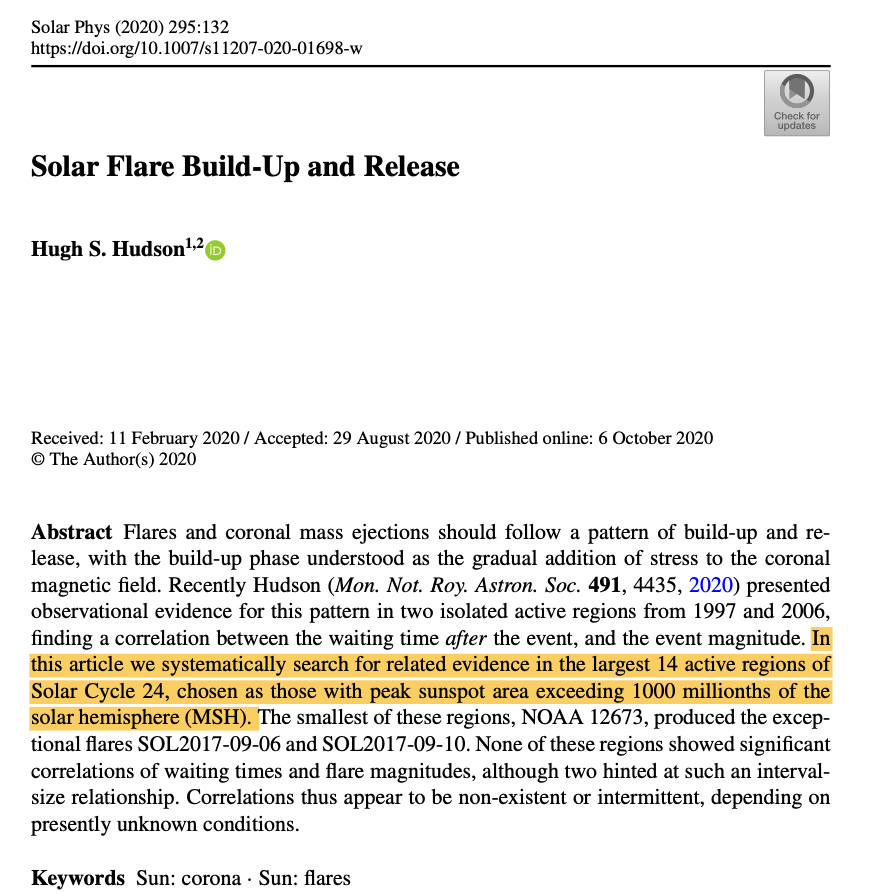 Solar Phys (2020) 295:132
https://doi.org/10.1007/s11207-020-01698-w
Check for
updates
Solar Flare Build-Up and Release
Hugh S. Hudson1,2 iD
Received: 11 February 2020 / Accepted: 29 August 2020 / Published online: 6 October 2020
© The Author(s) 2020
Abstract Flares and coronal mass ejections should follow a pattern of build-up and re-
lease, with the build-up phase understood as the gradual addition of stress to the coronal
magnetic field. Recently Hudson (Mon. Not. Roy. Astron. Soc. 491, 4435, 2020) presented
observational evidence for this pattern in two isolated active regions from 1997 and 2006,
finding a correlation between the waiting time after the event, and the event magnitude. In
this article we systematically search for related evidence in the largest 14 active regions of
Solar Cycle 24, chosen as those with peak sunspot area exceeding 1000 millionths of the
solar hemisphere (MSH). The smallest of these regions, NOAA 12673, produced the excep-
tional flares SOL2017-09-06 and SOL2017-09-10. None of these regions showed significant
correlations of waiting times and flare magnitudes, although two hinted at such an interval-
size relationship. Correlations thus appear to be non-existent or intermittent, depending on
presently unknown conditions.
Keywords Sun: corona · Sun: flares